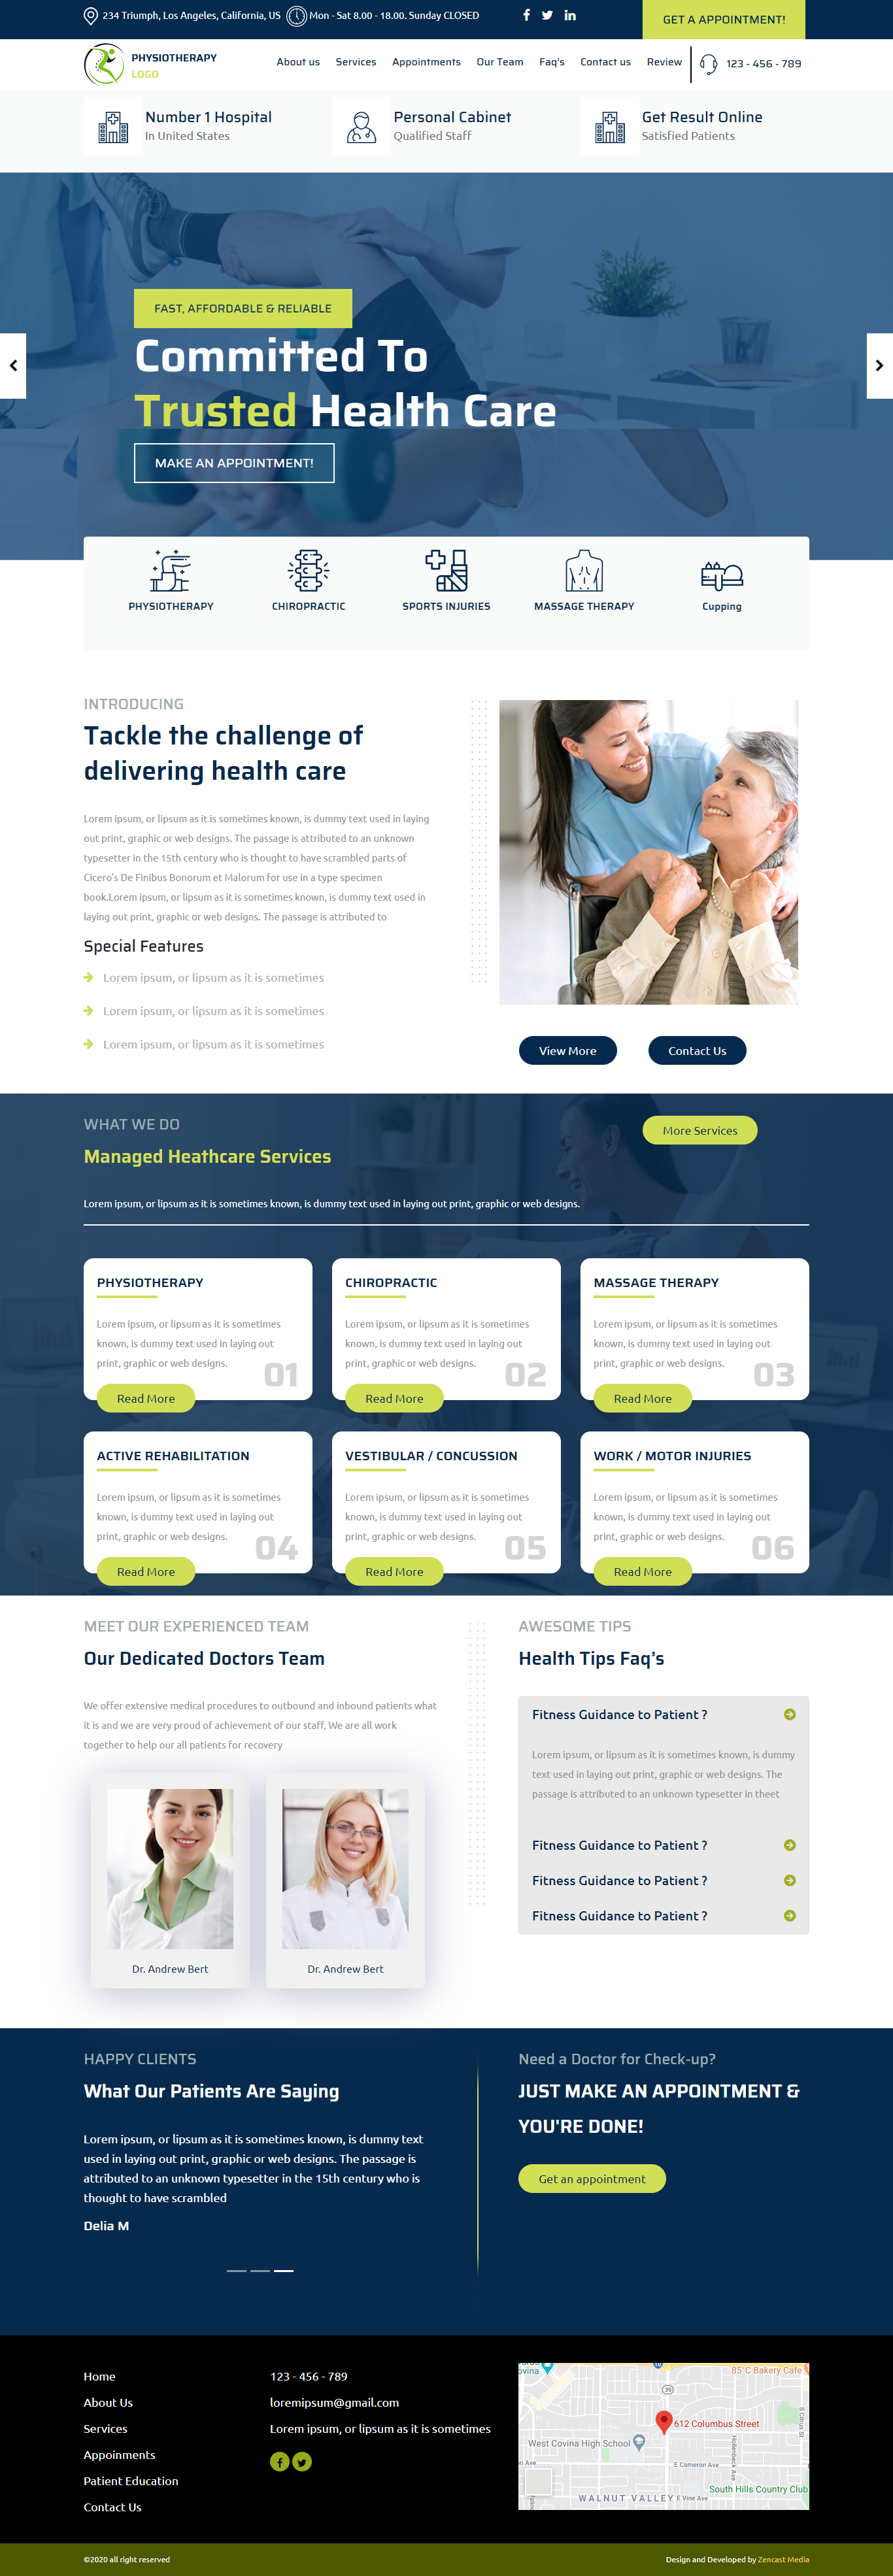 234 Triumph, Los Angeles, California, US
Mon - Sat 8.00 - 18.00. Sunday CLOSED
GET A APPOINTMENT!
PHYSIOTHERAPY
LOGO
About us
Services
Appointments
Our Team
Faq's
Contact us
Review
123 - 456 - 789
Number 1 Hospital
In United States
Personal Cabinet
Qualified Staff
Get Result Online
Satisfied Patients
FAST, AFFORDABLE & RELIABLE
Committed To
Trusted Health Care
MAKE AN APPOINTMENT!
PHYSIOTHERAPY
CHIROPRACTIC
SPORTS INJURIES
MASSAGE THERAPY
Cupping
INTRODUCING
Tackle the challenge of
delivering health care
Lorem ipsum, or lipsum as it is sometimes known, is dummy text used in laying
out print, graphic or web designs. The passage is attributed to an unknown
typesetter in the 15th century who is thought to have scrambled parts of
Cicero's De Finibus Bonorum et Malorum for use in a type specimen
book.Lorem ipsum, or lipsum as it is sometimes known, is dummy text used in
laying out print, graphic or web designs. The passage is attributed to
Special Features
Lorem ipsum, or lipsum as it is sometimes
Lorem ipsum, or lipsum as it is sometimes
Lorem ipsum, or lipsum as it is sometimes
View More
Contact Us
WHAT WE DO
Managed Heathcare Services
More Services
Lorem ipsum, or lipsum as it is sometimes known, is dummy text used in laying out print, graphic or web designs.
PHYSIOTHERAPY
Lorem ipsum, or lipsum as it is sometimes
known, is dummy text used in laying out
print, graphic or web designs.
01
Read More
CHIROPRACTIC
Lorem ipsum, or lipsum as it is sometimes
known, is dummy text used in laying out
print, graphic or web designs.
02
Read More
MASSAGE THERAPY
Lorem ipsum, or lipsum as it is sometimes
known, is dummy text used in laying out
print, graphic or web designs.
03
Read More
ACTIVE REHABILITATION
Lorem ipsum, or lipsum as it is sometimes
known, is dummy text used in laying out
print, graphic or web designs.
04
Read More
VESTIBULAR / CONCUSSION
Lorem ipsum, or lipsum as it is sometimes
known, is dummy text used in laying out
print, graphic or web designs.
05
Read More
WORK / MOTOR INJURIES
Lorem ipsum, or lipsum as it is sometimes
known, is dummy text used in laying out
print, graphic or web designs.
06
Read More
MEET OUR EXPERIENCED TEAM
Our Dedicated Doctors Team
We offer extensive medical procedures to outbound and inbound patients what
it is and we are very proud of achievement of our staff, We are all work
together to help our all patients for recovery
Dr. Andrew Bert
Dr. Andrew Bert
AWESOME TIPS
Health Tips Faq's
Fitness Guidance to Patient ?
Lorem ipsum, or lipsum as it is sometimes known, is dummy
text used in laying out print, graphic or web designs. The
passage is attributed to an unknown typesetter in theet
Fitness Guidance to Patient ?
Fitness Guidance to Patient ?
Fitness Guidance to Patient ?
HAPPY CLIENTS
What Our Patients Are Saying
Lorem ipsum, or lipsum as it is sometimes known, is dummy text
used in laying out print, graphic or web designs. The passage is
attributed to an unknown typesetter in the 15th century who is
thought to have scrambled
Delia M
Need a Doctor for Check-up?
JUST MAKE AN APPOINTMENT &
YOU'RE DONE!
Get an appointment
Home
About Us
Services
Appoinments
Patient Education
Contact Us
123 - 456 - 789
loremipsum@gmail.com
Lorem ipsum, or lipsum as it is sometimes
ovina
85°C Bakery Cafe
39
612 Columbus Street
S Citrus St
West Covina High School
Hollenbeck Ave
E Cameron Ave
South Hills Country Club
WALNUT VALLEY
E Vine Ave
©2020 all right reserved
Design and Developed by Zencast Media